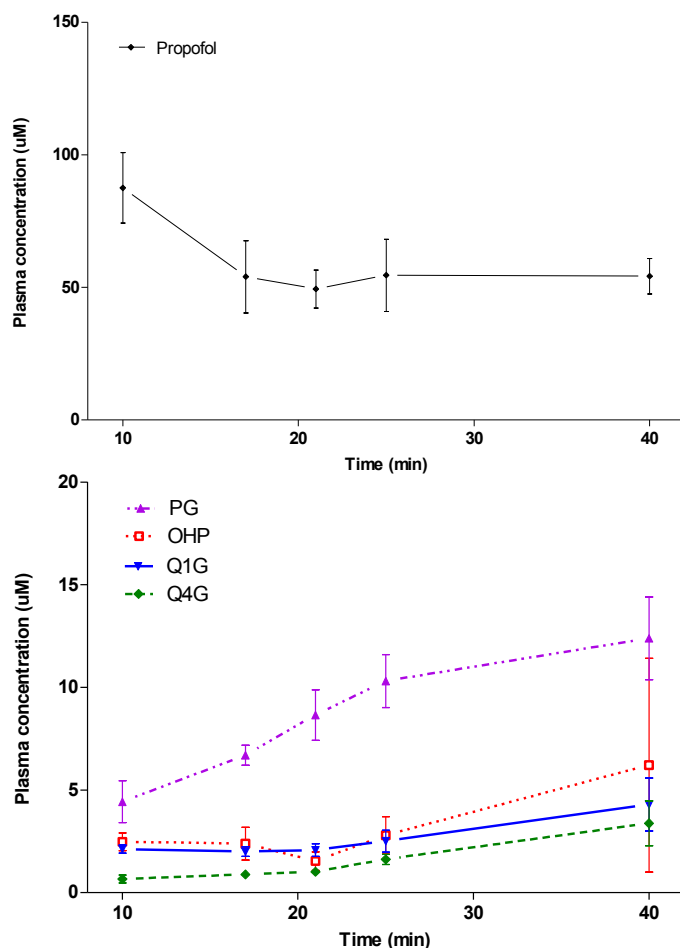 150
Propofol
100
50
0
Plasma concentration (uM)
10 20 30 40
Time (min)
20
PG
OHP
Q1G
Q4G
15
10
5
0
Plasma concentration (uM)
10 20 30 40
Time (min)